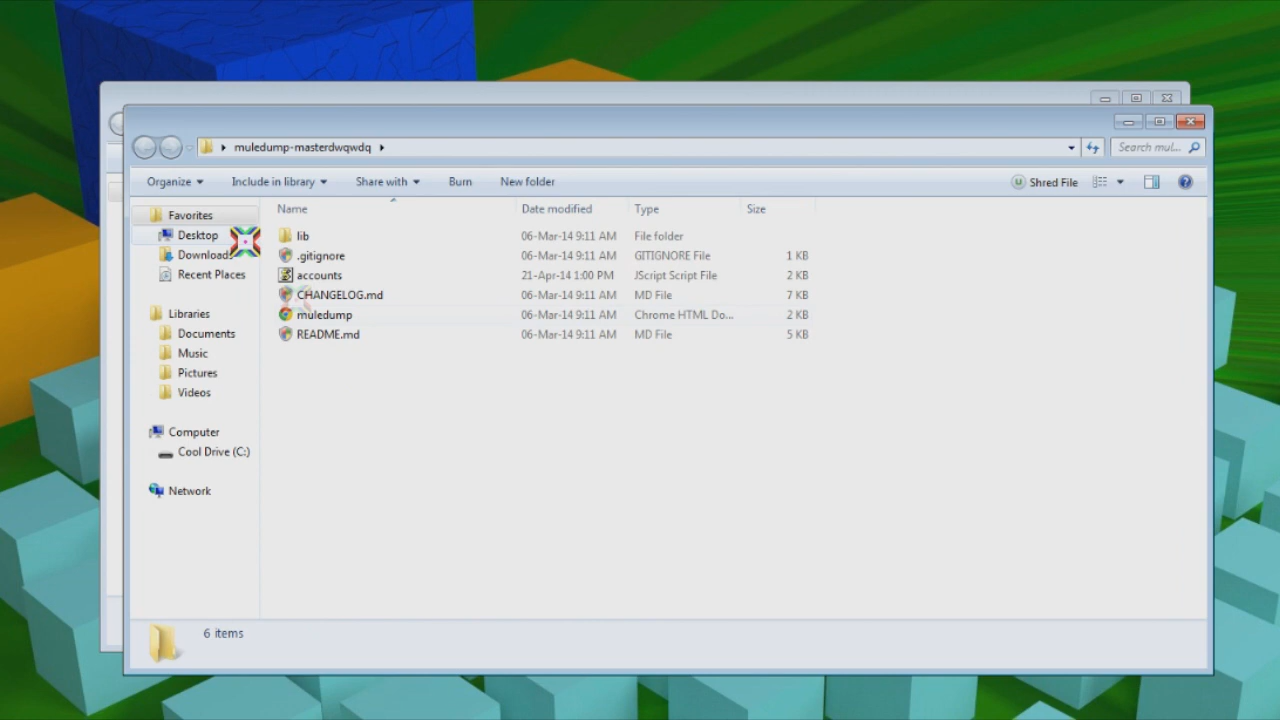 muledump-masterdwqwdq
Search mul...
Organize Include in library Share with Burn New folder Shred File
Name Date modified Type Size
Favorites
Desktop
Downloads
Recent Places
Libraries
Documents
Music
Pictures
Videos
Computer
Cool Drive (C:)
Network
lib 06-Mar-14 9:11 AM File folder
.gitignore 06-Mar-14 9:11 AM GITIGNORE File 1 KB
accounts 21-Apr-14 1:00 PM JScript Script File 2 KB
CHANGELOG.md 06-Mar-14 9:11 AM MD File 7 KB
muledump 06-Mar-14 9:11 AM Chrome HTML Do... 2 KB
README.md 06-Mar-14 9:11 AM MD File 5 KB
6 items